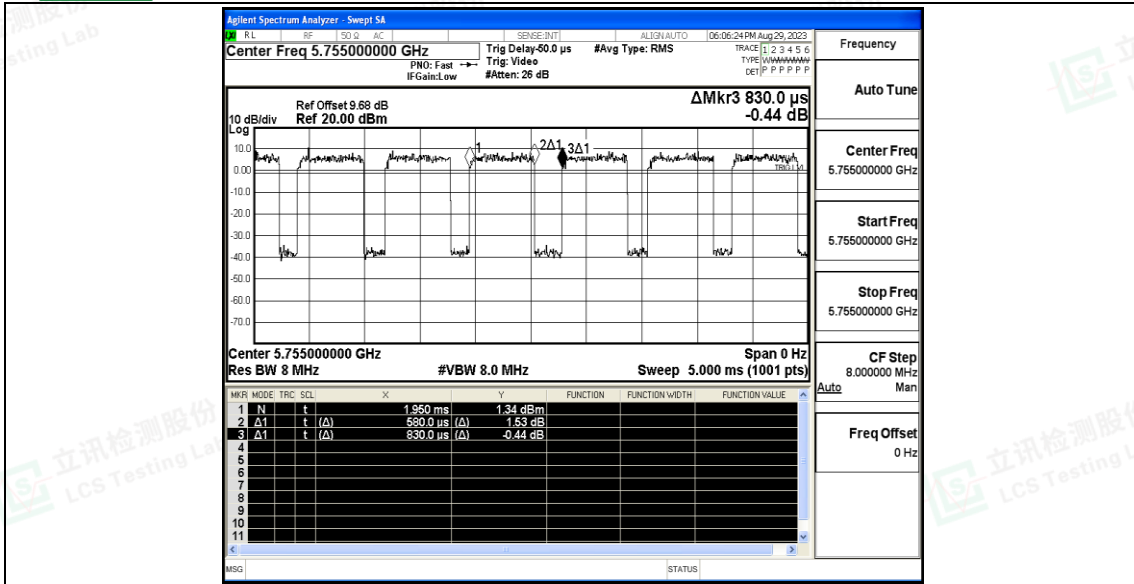 Agilent Spectrum Analyzer - Swept SA
RL RF 50 Ω AC SENSE:INT ALIGN AUTO 06:06:24 PM Aug 29, 2023
Center Freq 5.755000000 GHz
PNO: Fast
IFGain:Low
Trig Delay-50.0 µs
Trig: Video
#Atten: 26 dB
#Avg Type: RMS
TRACE 1 2 3 4 5 6
TYPE
DET P P P P P P
Ref Offset 9.68 dB
10 dB/div Ref 20.00 dBm
Log
ΔMkr3 830.0 µs
-0.44 dB
10.0
0.00
-10.0
-20.0
-30.0
-40.0
-50.0
-60.0
-70.0
1
2Δ1
3Δ1
TRIG LVL
Center 5.755000000 GHz Span 0 Hz
Res BW 8 MHz #VBW 8.0 MHz Sweep 5.000 ms (1001 pts)
MKR MODE TRC SCL X Y FUNCTION FUNCTION WIDTH FUNCTION VALUE
1 N t 1.950 ms 1.34 dBm
2 Δ1 t (Δ) 580.0 µs (Δ) 1.53 dB
3 Δ1 t (Δ) 830.0 µs (Δ) -0.44 dB
4
5
6
7
8
9
10
11
MSG STATUS
Frequency
Auto Tune
Center Freq
5.755000000 GHz
Start Freq
5.755000000 GHz
Stop Freq
5.755000000 GHz
CF Step
8.000000 MHz
Auto Man
Freq Offset
0 Hz
立讯检测股份
LCS Testing Lab
立讯检测股份